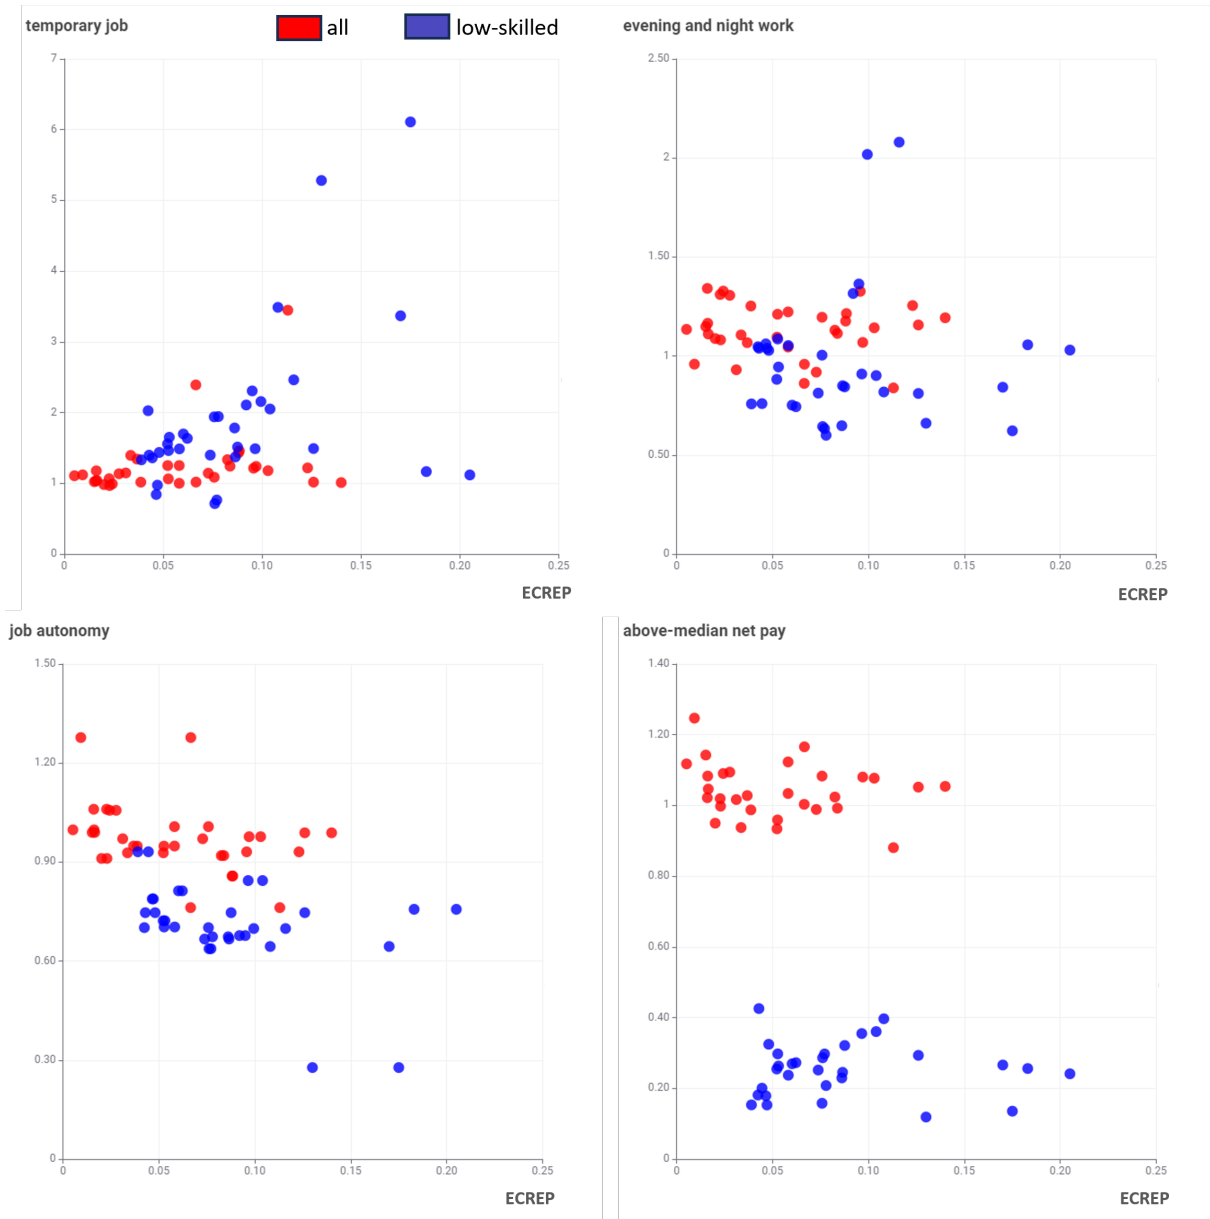 temporary job
all
low-skilled
7
6
5
4
3
2
1
0
0 0.05 0.10 0.15 0.20 0.25
ECREP
evening and night work
2.50
2
1.50
1
0.50
0
0 0.05 0.10 0.15 0.20 0.25
ECREP
job autonomy
1.50
1.20
0.90
0.60
0.30
0
0 0.05 0.10 0.15 0.20 0.25
ECREP
above-median net pay
1.40
1.20
1
0.80
0.60
0.40
0.20
0
0 0.05 0.10 0.15 0.20 0.25
ECREP